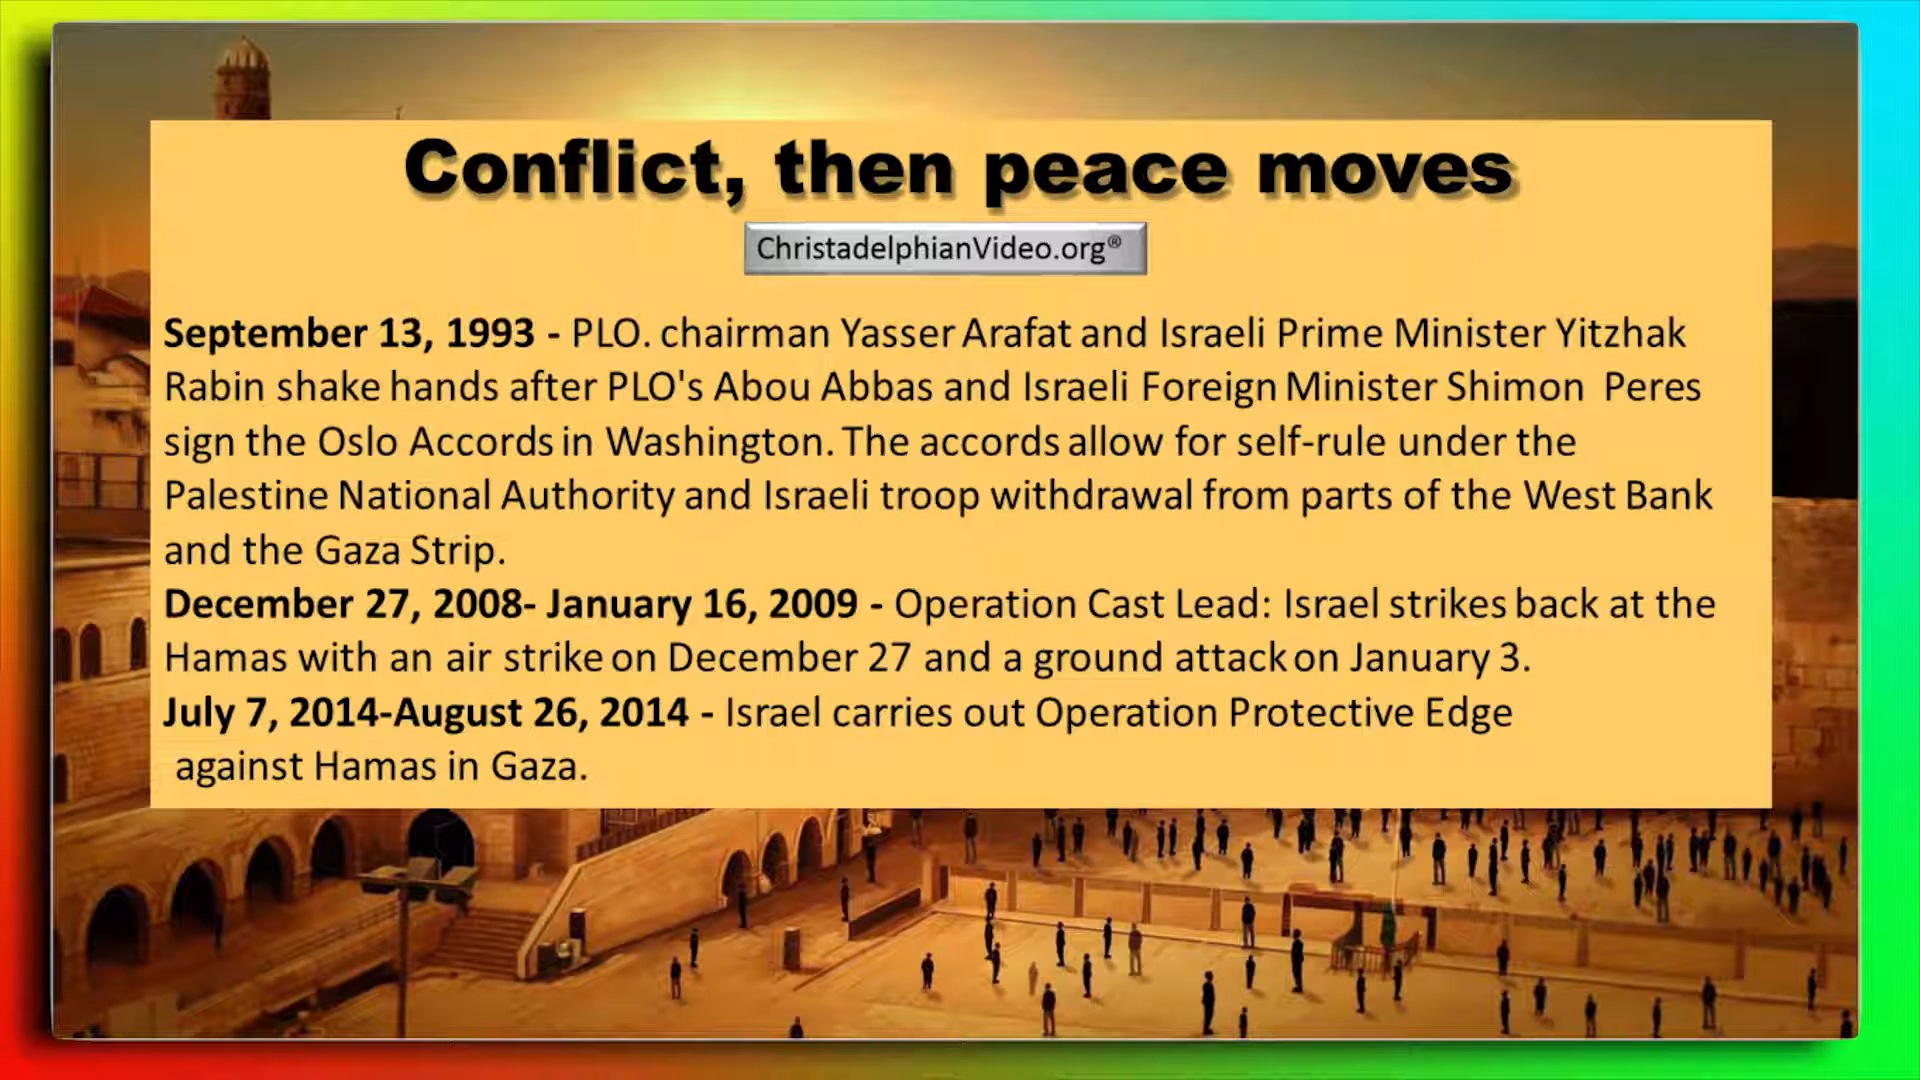 Conflict, then peace moves
ChristadelphianVideo.org®
September 13, 1993 - PLO. chairman Yasser Arafat and Israeli Prime Minister Yitzhak
Rabin shake hands after PLO's Abou Abbas and Israeli Foreign Minister Shimon Peres
sign the Oslo Accords in Washington. The accords allow for self-rule under the
Palestine National Authority and Israeli troop withdrawal from parts of the West Bank
and the Gaza Strip.
December 27, 2008- January 16, 2009 - Operation Cast Lead: Israel strikes back at the
Hamas with an air strike on December 27 and a ground attack on January 3.
July 7, 2014-August 26, 2014 - Israel carries out Operation Protective Edge
against Hamas in Gaza.